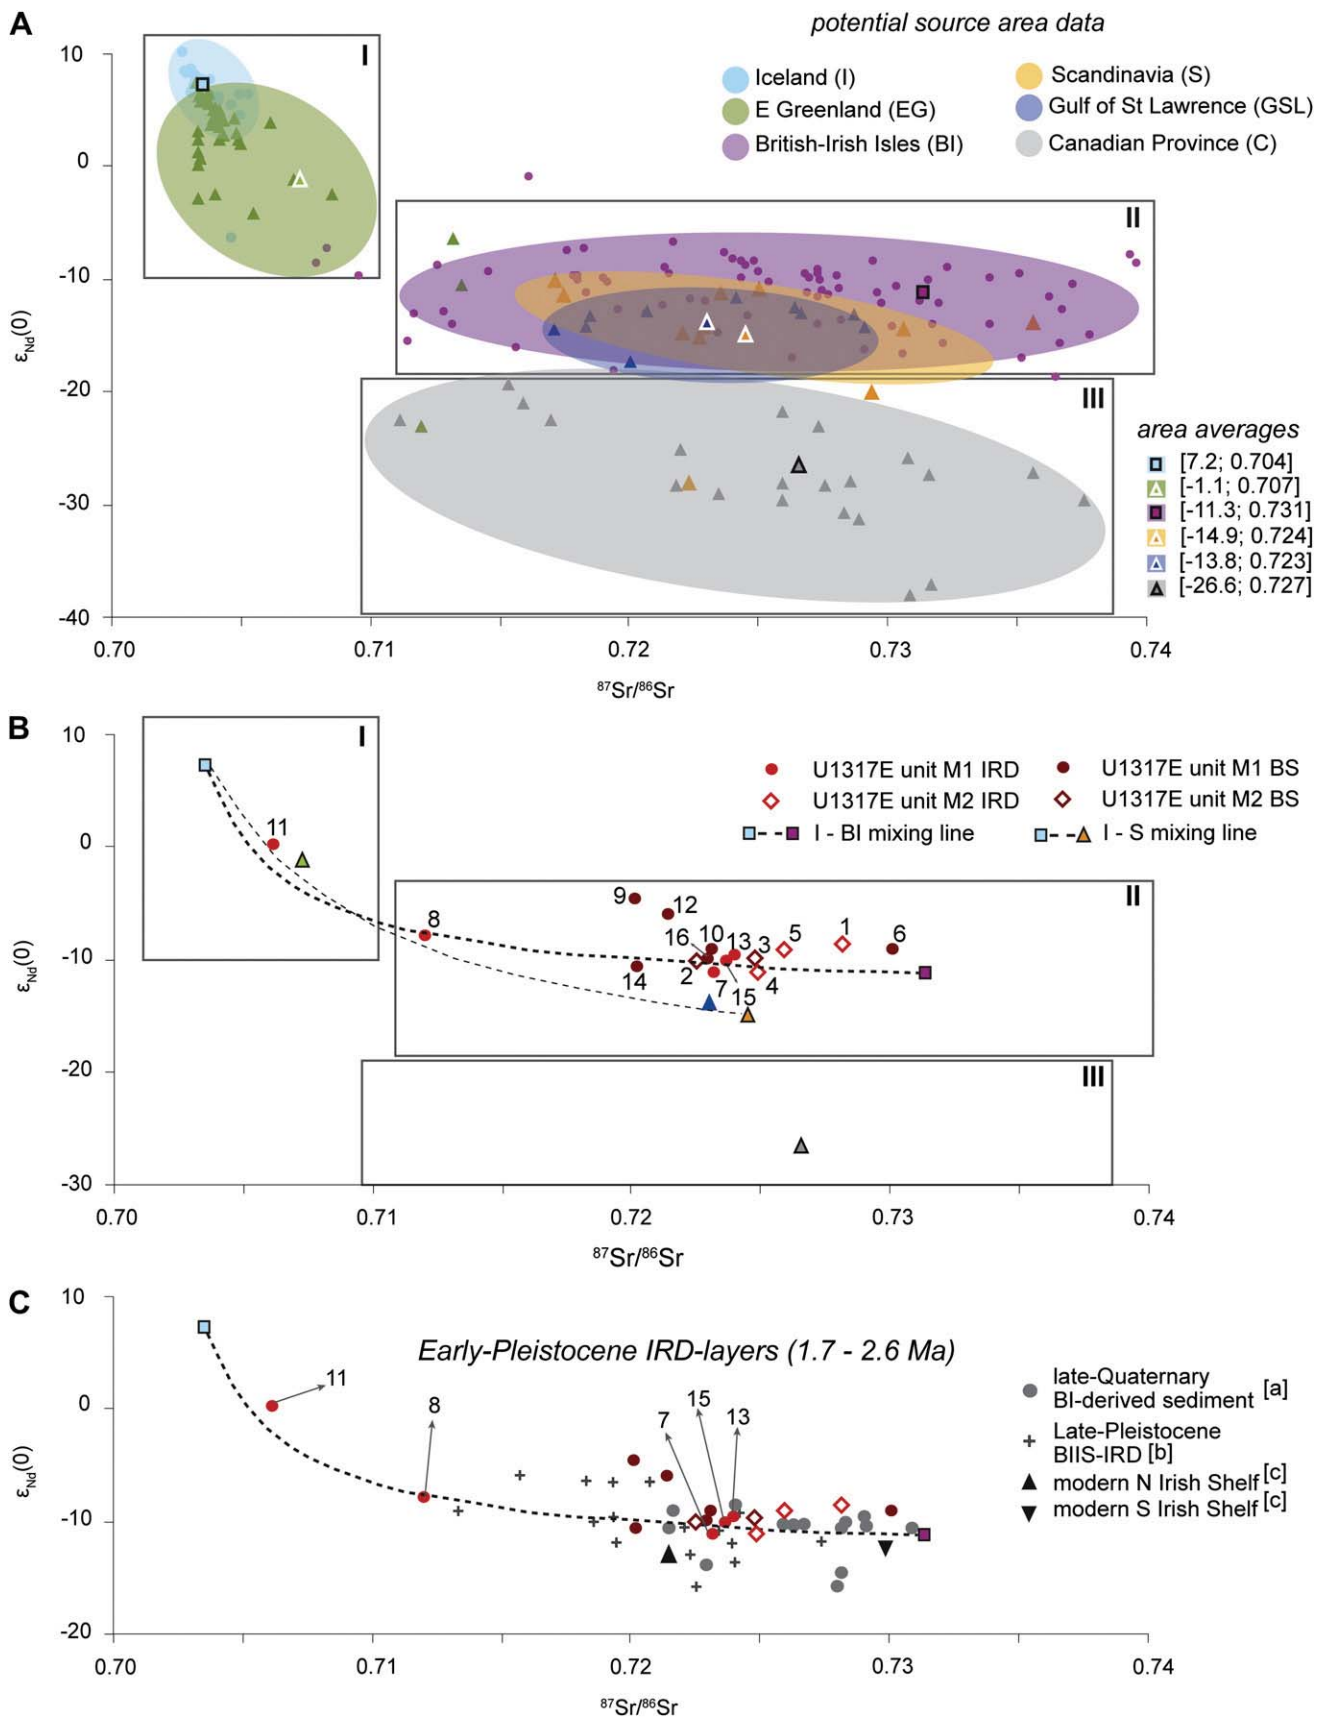 A
potential source area data
I
Iceland (I)
Scandinavia (S)
E Greenland (EG)
Gulf of St Lawrence (GSL)
British-Irish Isles (BI)
Canadian Province (C)
II
III
area averages
[7.2; 0.704]
[-1.1; 0.707]
[-11.3; 0.731]
[-14.9; 0.724]
[-13.8; 0.723]
[-26.6; 0.727]
10
0
-10
-20
-30
-40
εNd(0)
0.70
0.71
0.72
0.73
0.74
87Sr/86Sr
B
I
U1317E unit M1 IRD
U1317E unit M1 BS
U1317E unit M2 IRD
U1317E unit M2 BS
I - BI mixing line
I - S mixing line
11
II
8
9
12
16
10
13
3
5
1
6
14
2
7
15
4
III
10
0
-10
-20
-30
εNd(0)
0.70
0.71
0.72
0.73
0.74
87Sr/86Sr
C
Early-Pleistocene IRD-layers (1.7 - 2.6 Ma)
11
8
7
15
13
late-Quaternary
BI-derived sediment [a]
Late-Pleistocene
BIIS-IRD [b]
modern N Irish Shelf [c]
modern S Irish Shelf [c]
10
0
-10
-20
εNd(0)
0.70
0.71
0.72
0.73
0.74
87Sr/86Sr